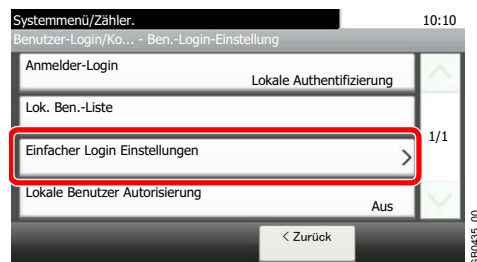 Systemmenü/Zähler.
10:10
Benutzer-Login/Ko... - Ben.-Login-Einstellung
Anmelder-Login
Lokale Authentifizierung
Lok. Ben.-Liste
1/1
Einfacher Login Einstellungen
Lokale Benutzer Autorisierung
Aus
< Zurück
GB0435_00